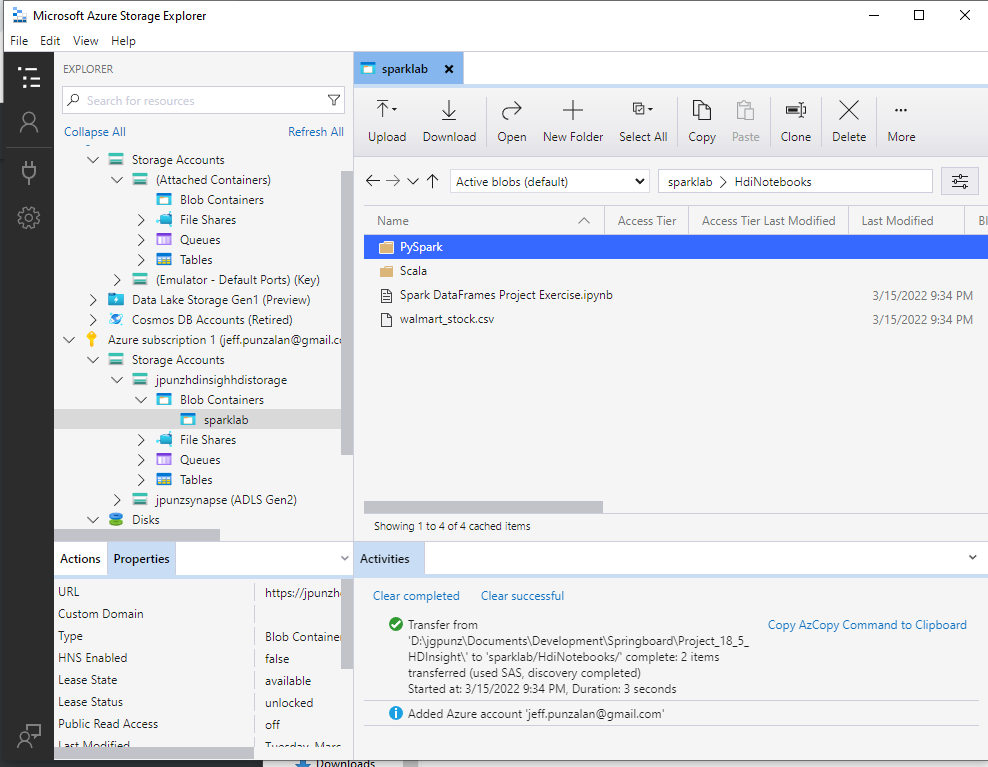 Microsoft Azure Storage Explorer
File Edit View Help
EXPLORER
Search for resources
Collapse All Refresh All
Storage Accounts
(Attached Containers)
Blob Containers
File Shares
Queues
Tables
(Emulator - Default Ports) (Key)
Data Lake Storage Gen1 (Preview)
Cosmos DB Accounts (Retired)
Azure subscription 1 (jeff.punzalan@gmail.co
Storage Accounts
jpunzhdinsighhdistorage
Blob Containers
sparklab
File Shares
Queues
Tables
jpunzsynapse (ADLS Gen2)
Disks
Actions Properties
URL https://jpunzh
Custom Domain
Type Blob Containe
HNS Enabled false
Lease State available
Lease Status unlocked
Public Read Access off
Last Modified Tuesday, Marc
sparklab
Upload Download Open New Folder Select All Copy Paste Clone Delete More
Active blobs (default) sparklab HdiNotebooks
Name Access Tier Access Tier Last Modified Last Modified Bl
PySpark
Scala
Spark DataFrames Project Exercise.ipynb 3/15/2022 9:34 PM
walmart_stock.csv 3/15/2022 9:34 PM
Showing 1 to 4 of 4 cached items
Activities
Clear completed Clear successful
Transfer from Copy AzCopy Command to Clipboard
'D:\jgpunz\Documents\Development\Springboard\Project_18_5_
HDInsight\' to 'sparklab/HdiNotebooks/' complete: 2 items
transferred (used SAS, discovery completed)
Started at: 3/15/2022 9:34 PM, Duration: 3 seconds
Added Azure account 'jeff.punzalan@gmail.com'
Downloads